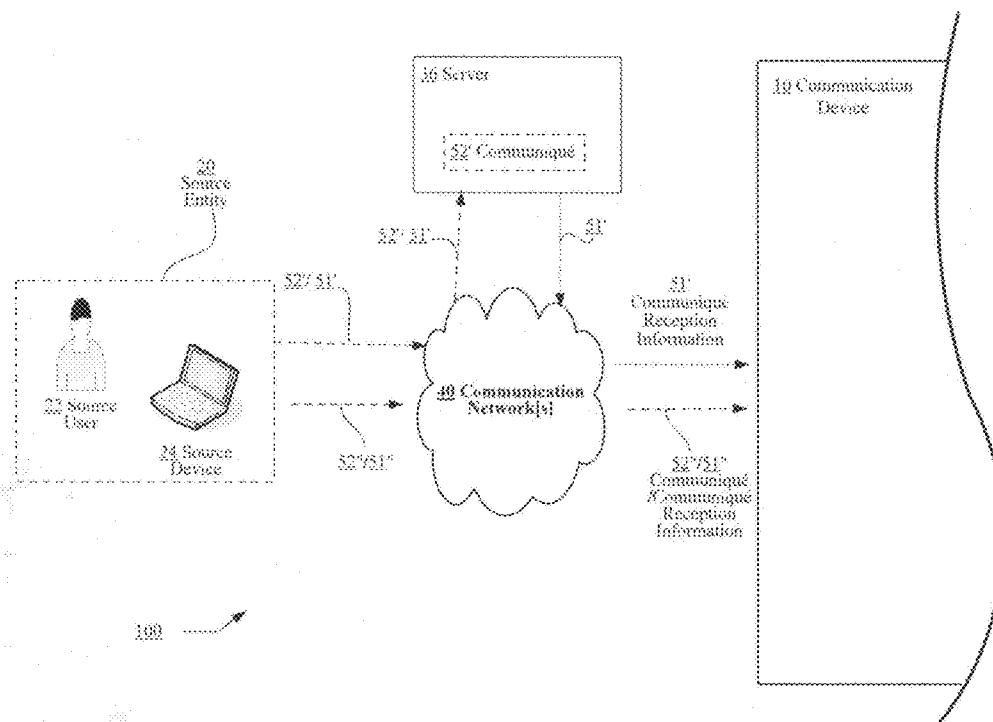 36 Server
10 Communication
Device
52' Communiqué
20
Source
Entity
52'/ 51'
51'
52'/ 51'
51'
Communiqué
Reception
Information
22 Source
User
24 Source
Device
40 Communication
Network[s]
52"/51"
52"/51"
Communiqué
/Communiqué
Reception
Information
100